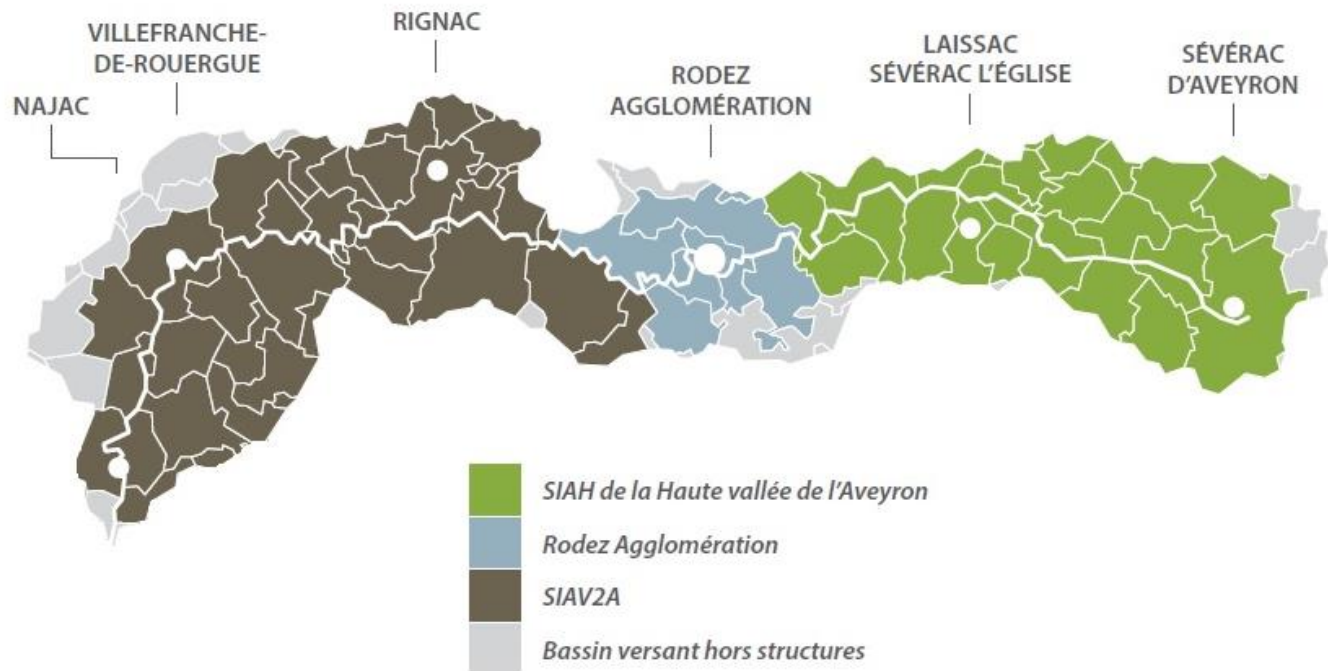 NAJAC
VILLEFRANCHE-
DE-ROUERGUE
RIGNAC
RODEZ
AGGLOMÉRATION
LAISSAC
SÉVÉRAC L'ÉGLISE
SÉVÉRAC
D'AVEYRON
SIAH de la Haute vallée de l'Aveyron
Rodez Agglomération
SIAV2A
Bassin versant hors structures